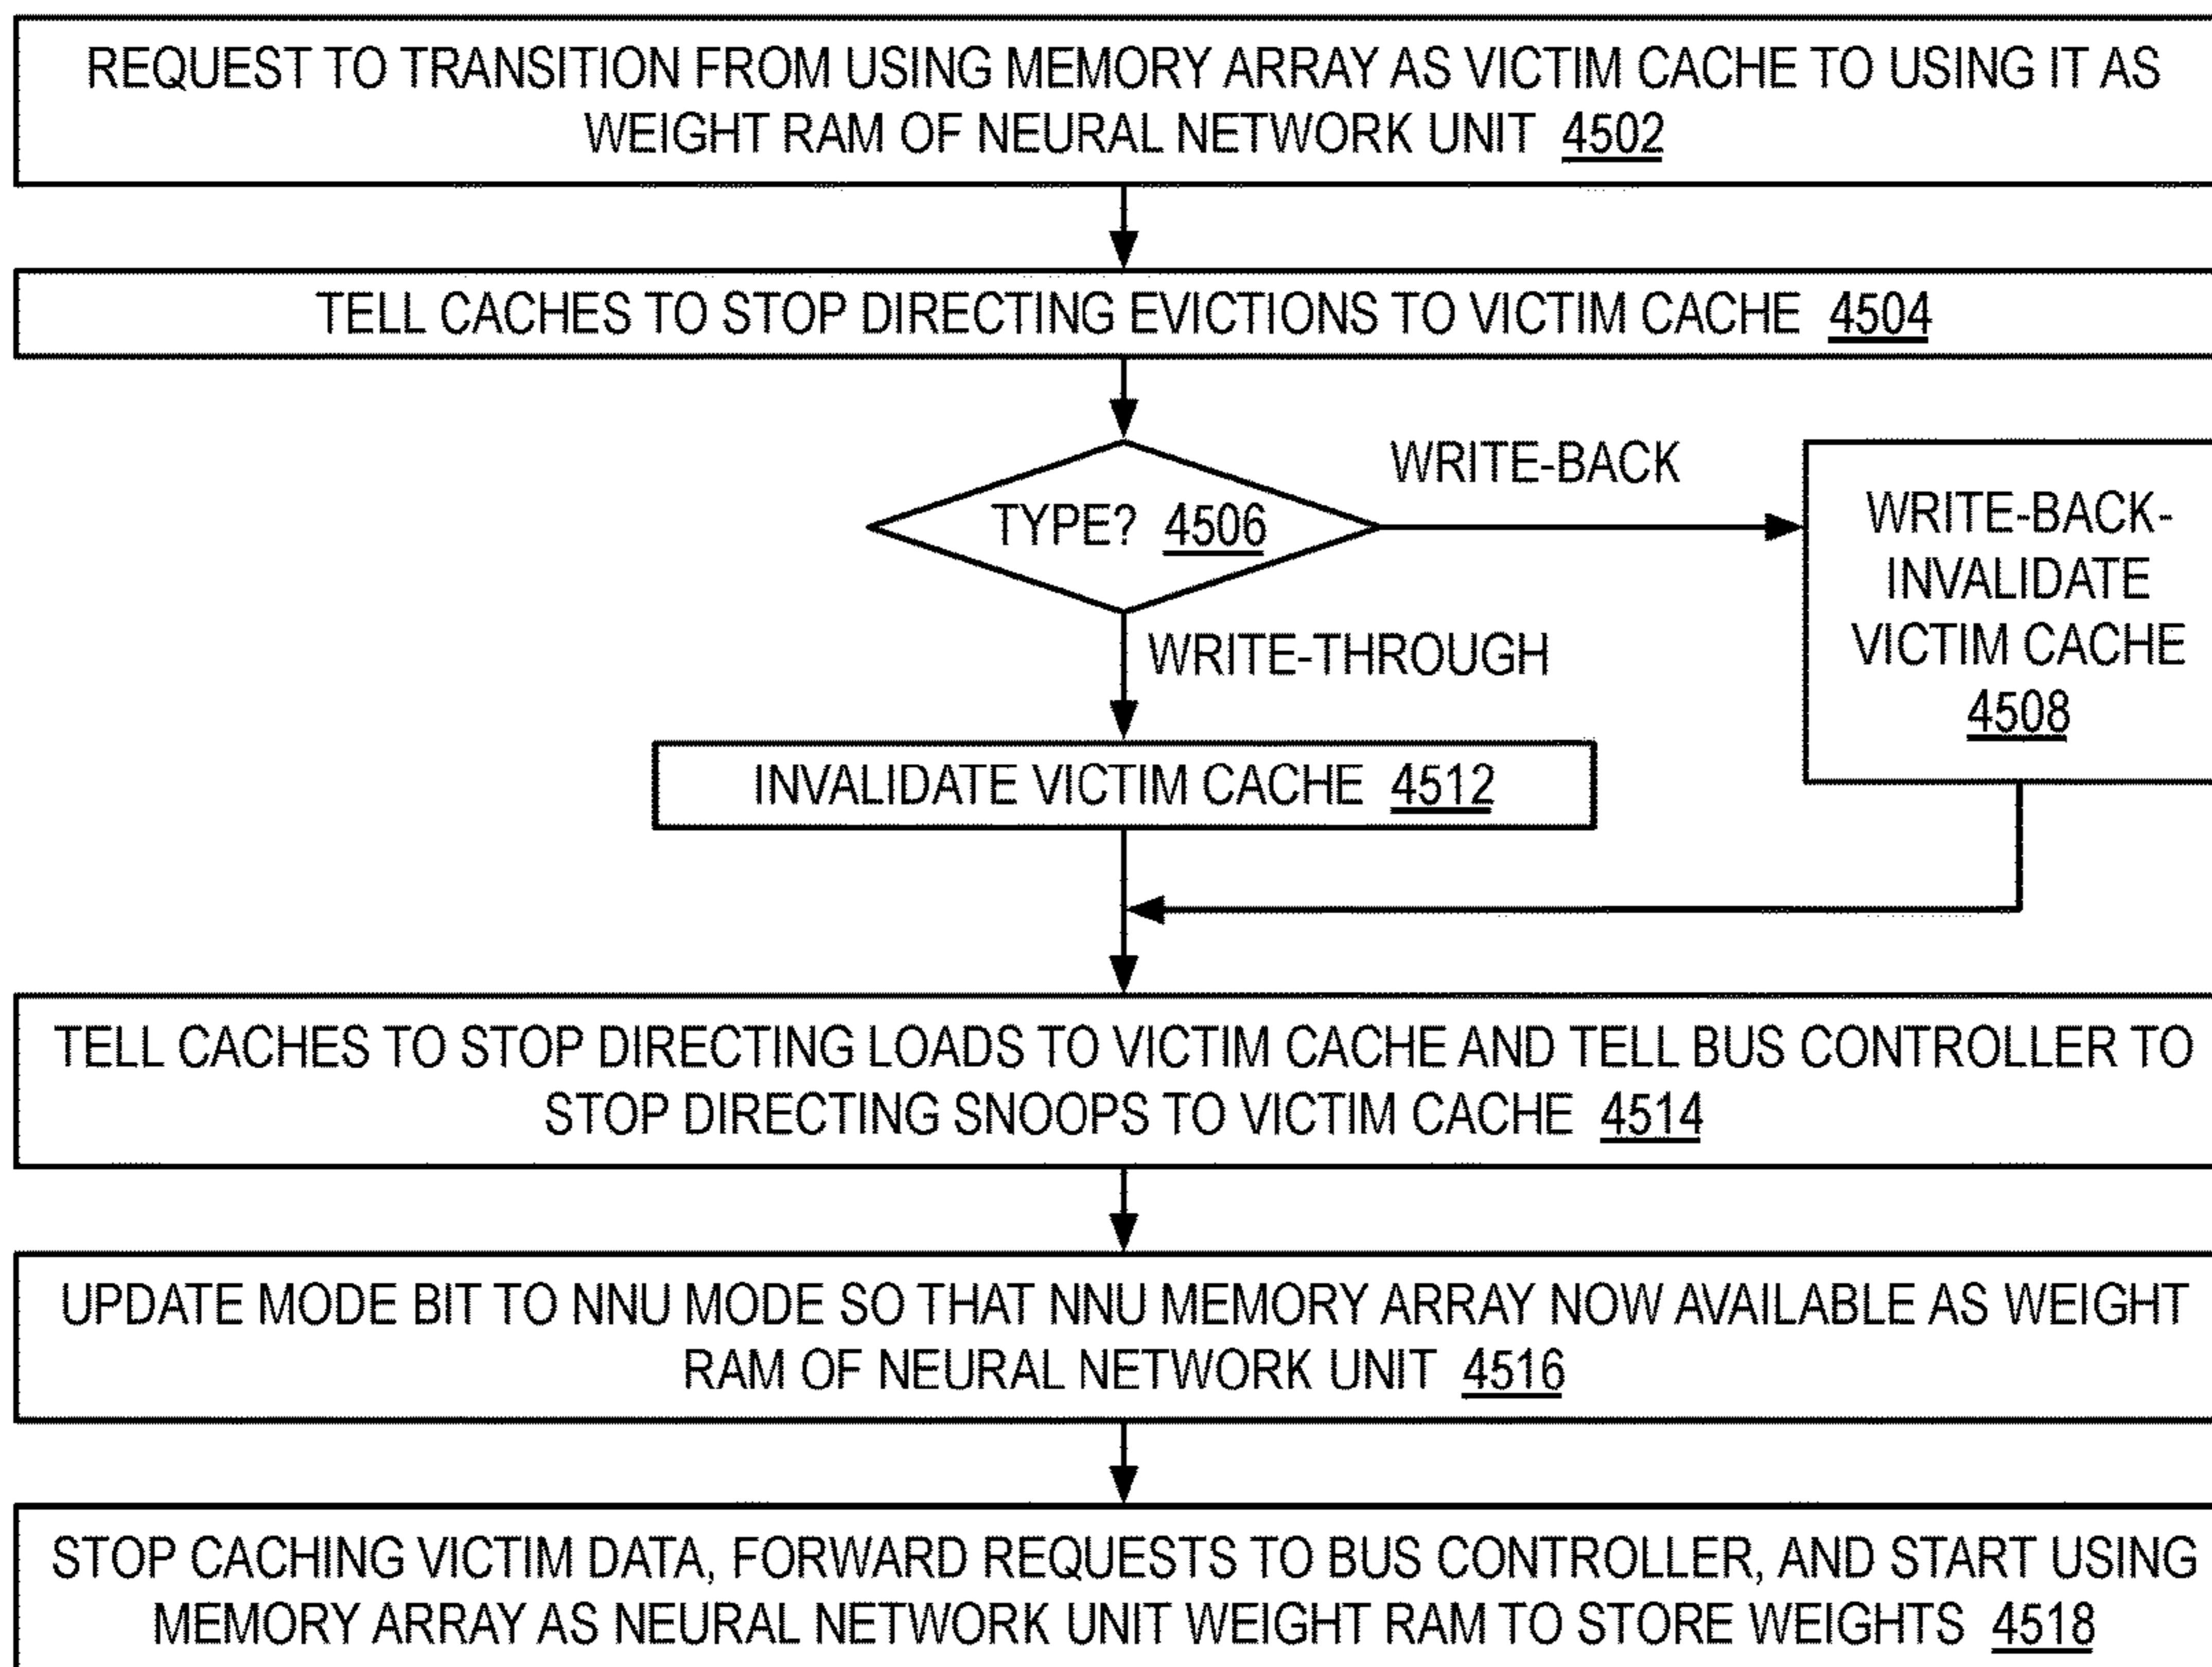 REQUEST TO TRANSITION FROM USING MEMORY ARRAY AS VICTIM CACHE TO USING IT AS
WEIGHT RAM OF NEURAL NETWORK UNIT 4502
TELL CACHES TO STOP DIRECTING EVICTIONS TO VICTIM CACHE 4504
TYPE? 4506
WRITE-BACK
WRITE-BACK-
INVALIDATE
VICTIM CACHE
4508
WRITE-THROUGH
INVALIDATE VICTIM CACHE 4512
TELL CACHES TO STOP DIRECTING LOADS TO VICTIM CACHE AND TELL BUS CONTROLLER TO
STOP DIRECTING SNOOPS TO VICTIM CACHE 4514
UPDATE MODE BIT TO NNU MODE SO THAT NNU MEMORY ARRAY NOW AVAILABLE AS WEIGHT
RAM OF NEURAL NETWORK UNIT 4516
STOP CACHING VICTIM DATA, FORWARD REQUESTS TO BUS CONTROLLER, AND START USING
MEMORY ARRAY AS NEURAL NETWORK UNIT WEIGHT RAM TO STORE WEIGHTS 4518